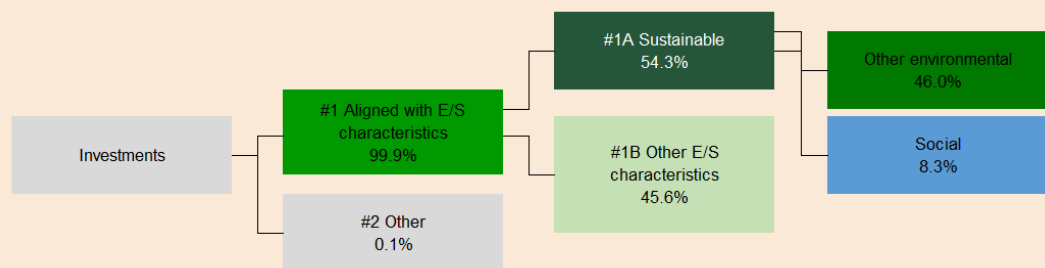 Investments
#1 Aligned with E/S
characteristics
99.9%
#2 Other
0.1%
#1A Sustainable
54.3%
#1B Other E/S
characteristics
45.6%
Other environmental
46.0%
Social
8.3%